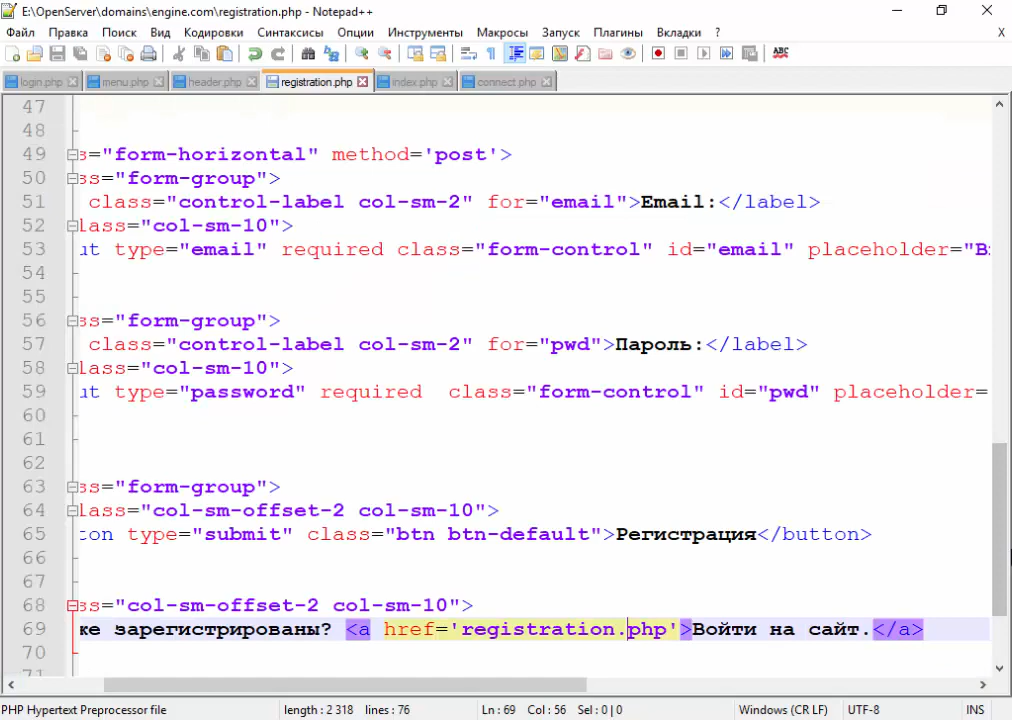 E:\OpenServer\domains\engine.com\registration.php - Notepad++
Файл Правка Поиск Вид Кодировки Синтаксисы Опции Инструменты Макросы Запуск Плагины Вкладки ? X
ABC
login.php menu.php header.php registration.php index.php connect.php
47
48
49 s="form-horizontal" method='post'>
50 ss="form-group">
51 class="control-label col-sm-2" for="email">Email:</label>
52 lass="col-sm-10">
53 ut type="email" required class="form-control" id="email" placeholder="В
54
55
56 ss="form-group">
57 class="control-label col-sm-2" for="pwd">Пароль:</label>
58 lass="col-sm-10">
59 ut type="password" required  class="form-control" id="pwd" placeholder=
60
61
62
63 ss="form-group">
64 lass="col-sm-offset-2 col-sm-10">
65 ton type="submit" class="btn btn-default">Регистрация</button>
66
67
68 ss="col-sm-offset-2 col-sm-10">
69 же зарегистрированы? <a href='registration.php'>Войти на сайт.</a>
70
71
PHP Hypertext Preprocessor file length : 2 318 lines : 76 Ln : 69 Col : 56 Sel : 0 | 0 Windows (CR LF) UTF-8 INS